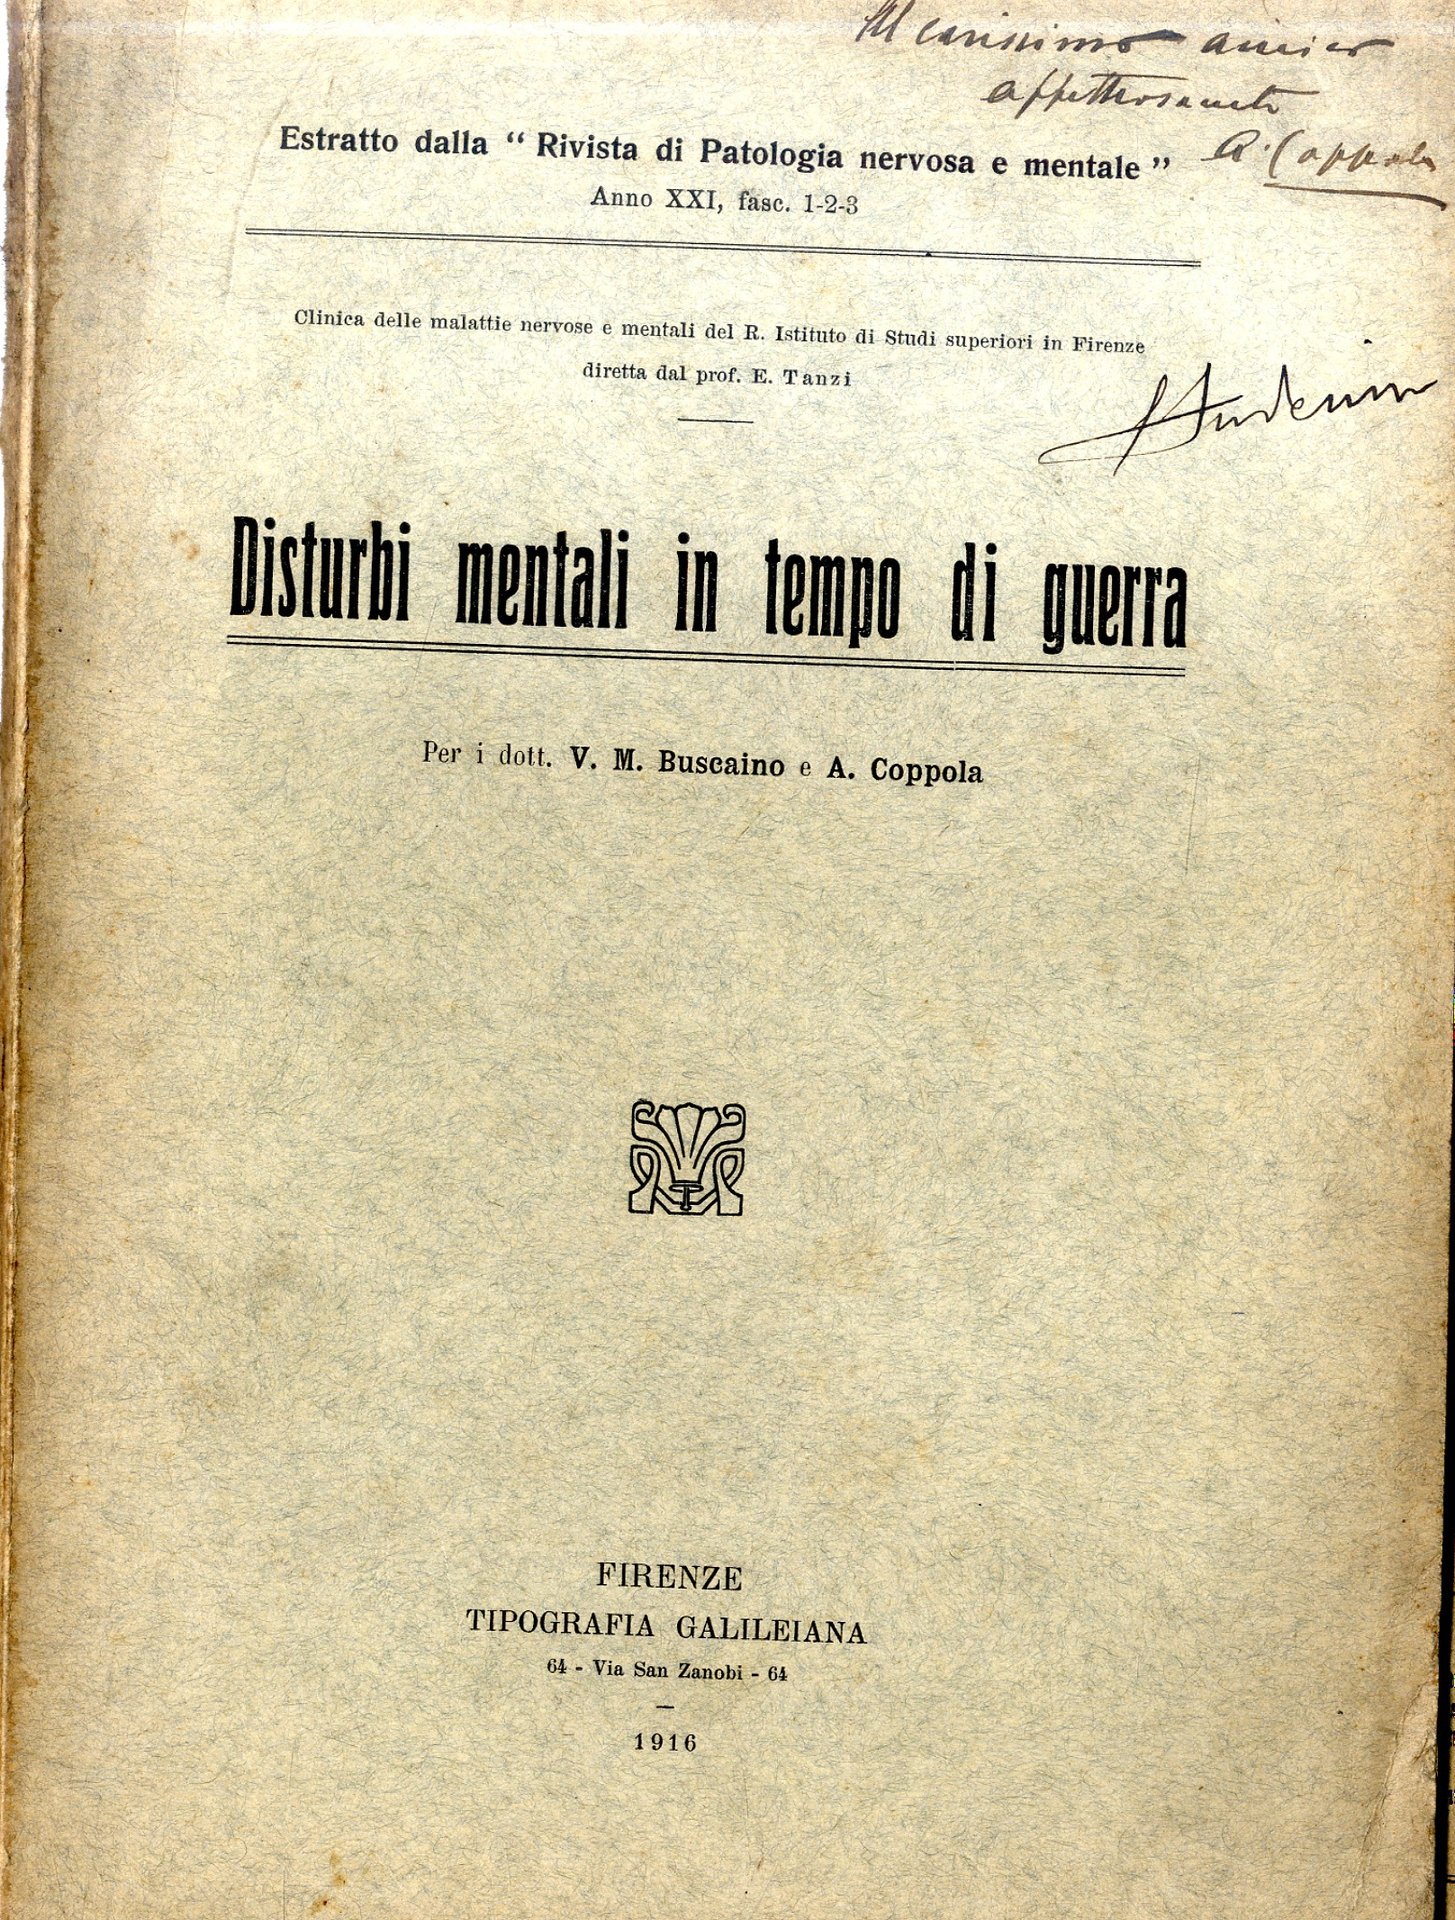 Al carissimo amico
affettuosamente
A. Coppola
Estratto dalla “ Rivista di Patologia nervosa e mentale ”
Anno XXI, fasc. 1-2-3
Clinica delle malattie nervose e mentali del R. Istituto di Studi superiori in Firenze
diretta dal prof. E. Tanzi
Disturbi mentali in tempo di guerra
Per i dott. V. M. Buscaino e A. Coppola
FIRENZE
TIPOGRAFIA GALILEIANA
64 - Via San Zanobi - 64
1916